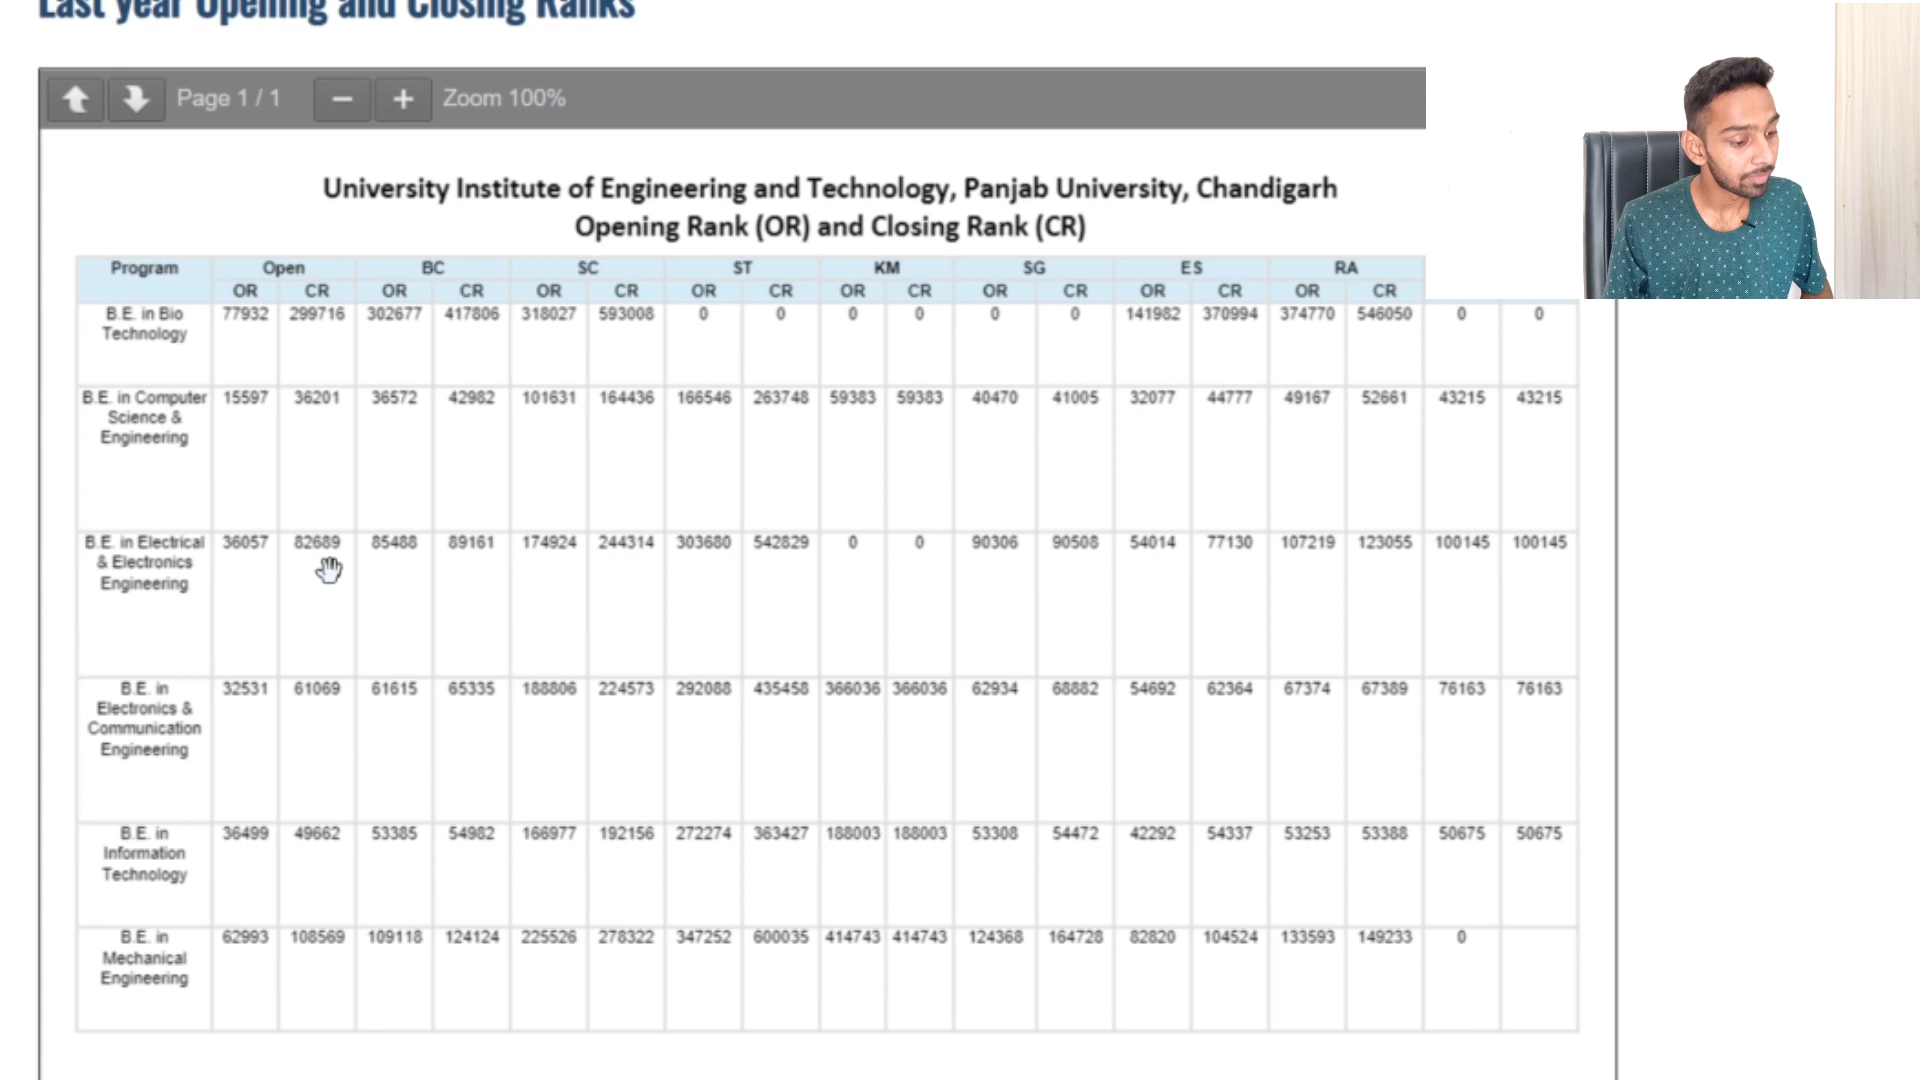 Last year Opening and Closing Ranks
Page 1 / 1 − + Zoom 100%
University Institute of Engineering and Technology, Panjab University, Chandigarh
Opening Rank (OR) and Closing Rank (CR)
Program Open BC SC ST KM SG ES RA
OR CR OR CR OR CR OR CR OR CR OR CR OR CR OR CR
B.E. in Bio 77932 299716 302677 417806 318027 593008 0 0 0 0 0 0 141982 370994 374770 546050 0 0
Technology
B.E. in Computer 15597 36201 36572 42982 101631 164436 166546 263748 59383 59383 40470 41005 32077 44777 49167 52661 43215 43215
Science &
Engineering
B.E. in Electrical 36057 82689 85488 89161 174924 244314 303680 542829 0 0 90306 90508 54014 77130 107219 123055 100145 100145
& Electronics
Engineering
B.E. in 32531 61069 61615 65335 188806 224573 292088 435458 366036 366036 62934 68882 54692 62364 67374 67389 76163 76163
Electronics &
Communication
Engineering
B.E. in 36499 49662 53385 54982 166977 192156 272274 363427 188003 188003 53308 54472 42292 54337 53253 53388 50675 50675
Information
Technology
B.E. in 62993 108569 109118 124124 225526 278322 347252 600035 414743 414743 124368 164728 82820 104524 133593 149233 0
Mechanical
Engineering